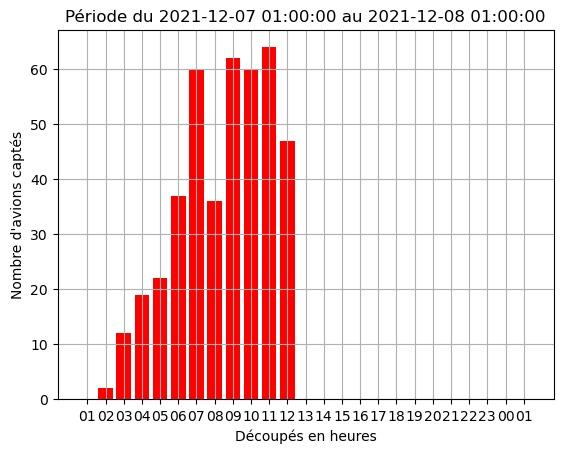 Période du 2021-12-07 01:00:00 au 2021-12-08 01:00:00
Nombre d'avions captés
60
50
40
30
20
10
0
01 02 03 04 05 06 07 08 09 10 11 12 13 14 15 16 17 18 19 20 21 22 23 00 01
Découpés en heures